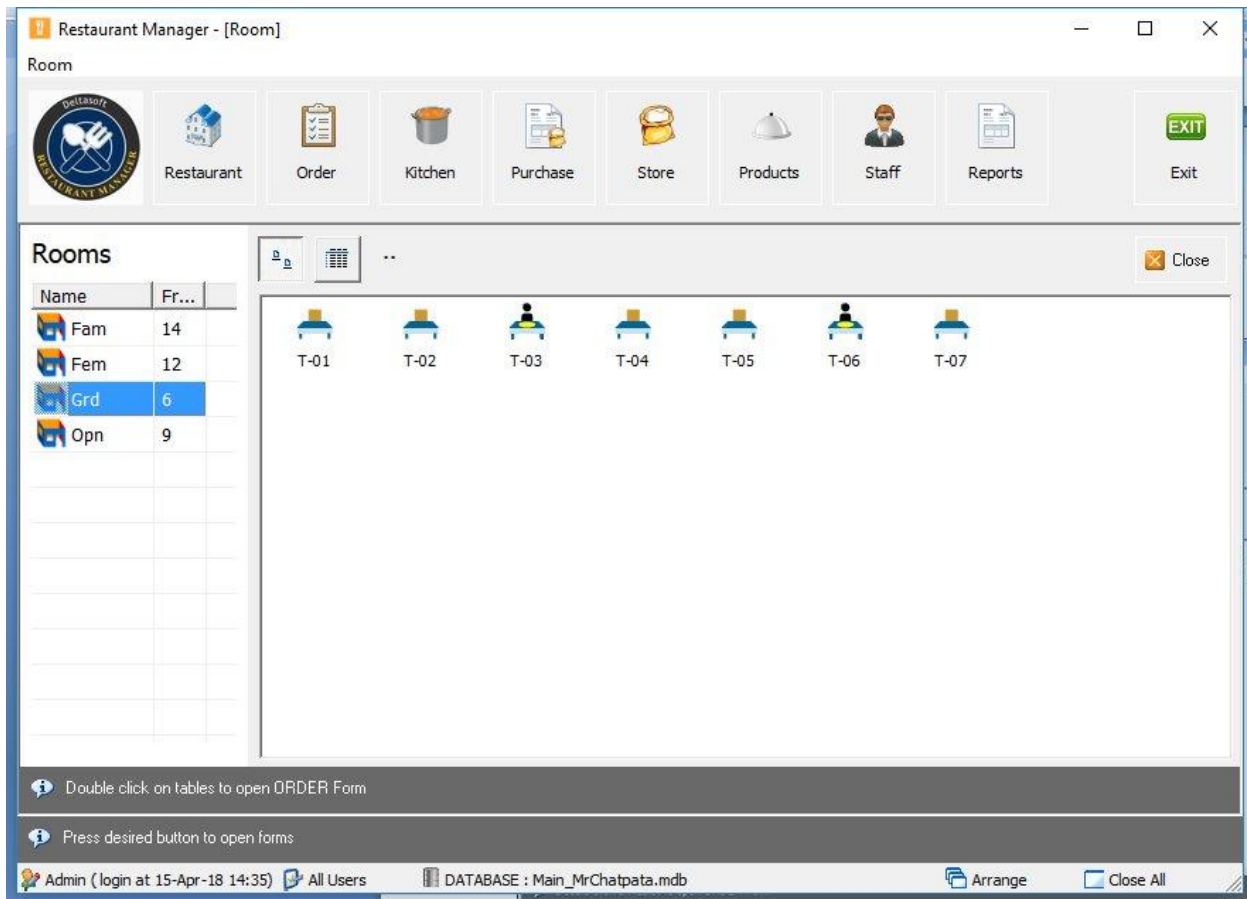 Restaurant Manager - [Room]
Room
Deltasoft
RESTAURANT MANAGER
Restaurant Order Kitchen Purchase Store Products Staff Reports EXIT Exit
Rooms
.. Close
Name Fr...
Fam 14
Fem 12
Grd 6
Opn 9
T-01 T-02 T-03 T-04 T-05 T-06 T-07
Double click on tables to open ORDER Form
Press desired button to open forms
Admin ( login at 15-Apr-18 14:35) All Users DATABASE : Main_MrChatpata.mdb Arrange Close All